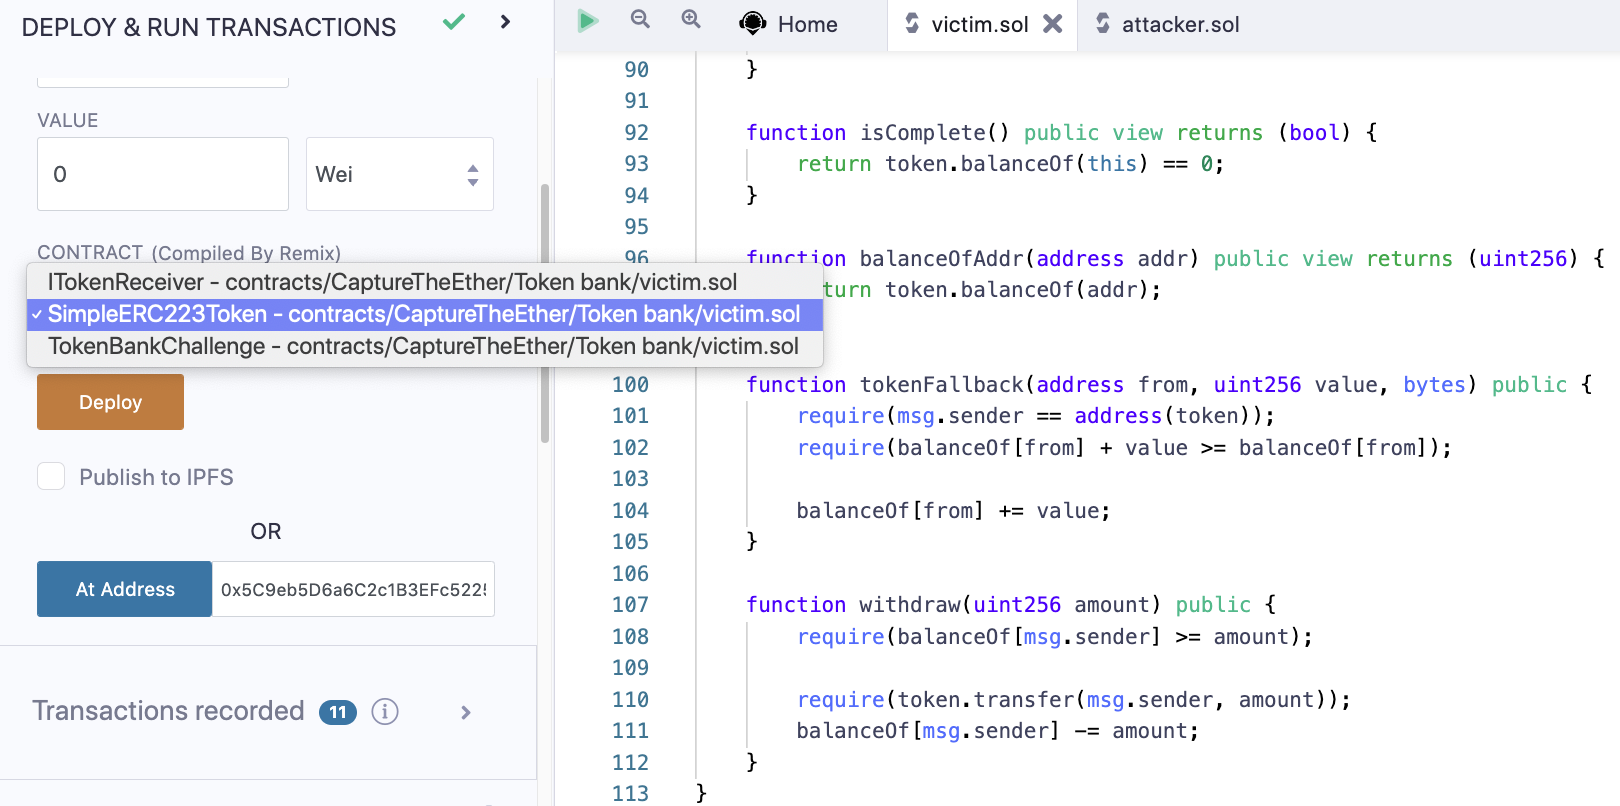 DEPLOY & RUN TRANSACTIONS
VALUE
0
Wei
CONTRACT (Compiled By Remix)
ITokenReceiver - contracts/CaptureTheEther/Token bank/victim.sol
✓ SimpleERC223Token - contracts/CaptureTheEther/Token bank/victim.sol
TokenBankChallenge - contracts/CaptureTheEther/Token bank/victim.sol
Deploy
Publish to IPFS
OR
At Address
0x5C9eb5D6a6C2c1B3EFc522
Transactions recorded 11 i
Home
victim.sol
attacker.sol
90 }
91
92 function isComplete() public view returns (bool) {
93 return token.balanceOf(this) == 0;
94 }
95
96 function balanceOfAddr(address addr) public view returns (uint256) {
turn token.balanceOf(addr);
100 function tokenFallback(address from, uint256 value, bytes) public {
101 require(msg.sender == address(token));
102 require(balanceOf[from] + value >= balanceOf[from]);
103
104 balanceOf[from] += value;
105 }
106
107 function withdraw(uint256 amount) public {
108 require(balanceOf[msg.sender] >= amount);
109
110 require(token.transfer(msg.sender, amount));
111 balanceOf[msg.sender] -= amount;
112 }
113 }